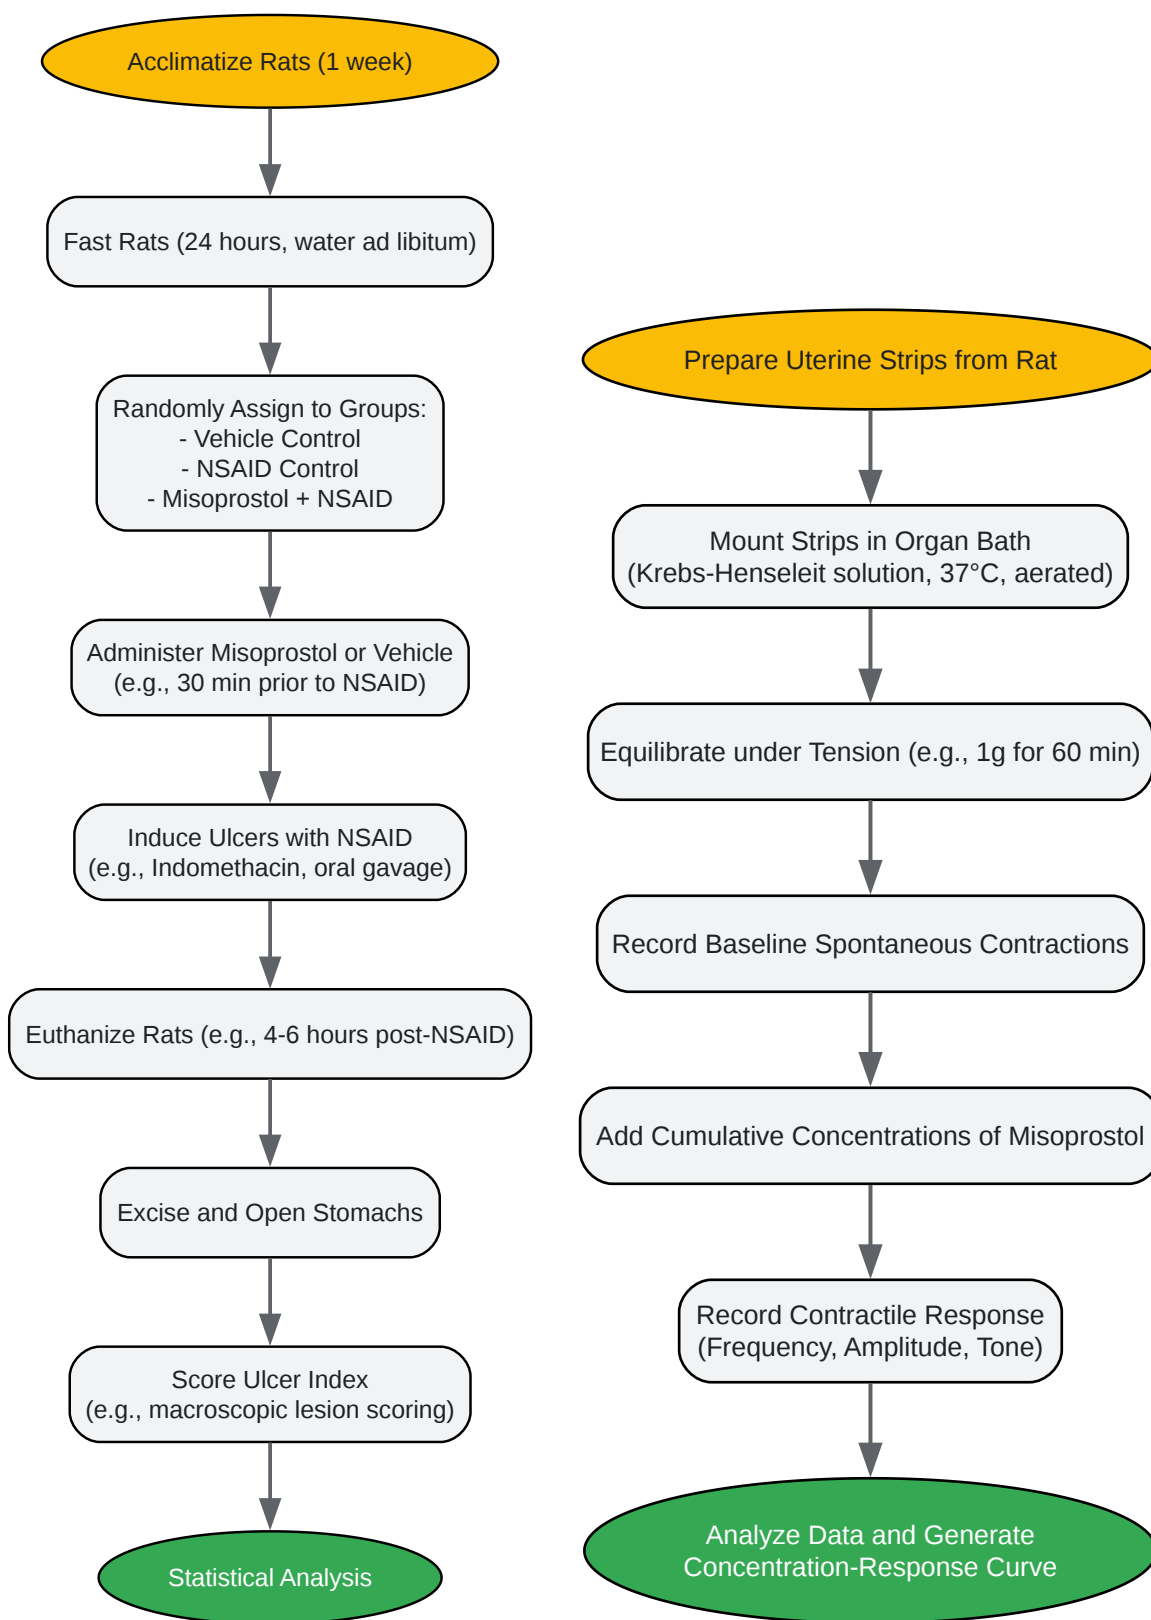 Acclimatize Rats (1 week)
Fast Rats (24 hours, water ad libitum)
Randomly Assign to Groups:
- Vehicle Control
- NSAID Control
- Misoprostol + NSAID
Administer Misoprostol or Vehicle
(e.g., 30 min prior to NSAID)
Induce Ulcers with NSAID
(e.g., Indomethacin, oral gavage)
Euthanize Rats (e.g., 4-6 hours post-NSAID)
Excise and Open Stomachs
Score Ulcer Index
(e.g., macroscopic lesion scoring)
Statistical Analysis
Prepare Uterine Strips from Rat
Mount Strips in Organ Bath
(Krebs-Henseleit solution, 37°C, aerated)
Equilibrate under Tension (e.g., 1g for 60 min)
Record Baseline Spontaneous Contractions
Add Cumulative Concentrations of Misoprostol
Record Contractile Response
(Frequency, Amplitude, Tone)
Analyze Data and Generate
Concentration-Response Curve